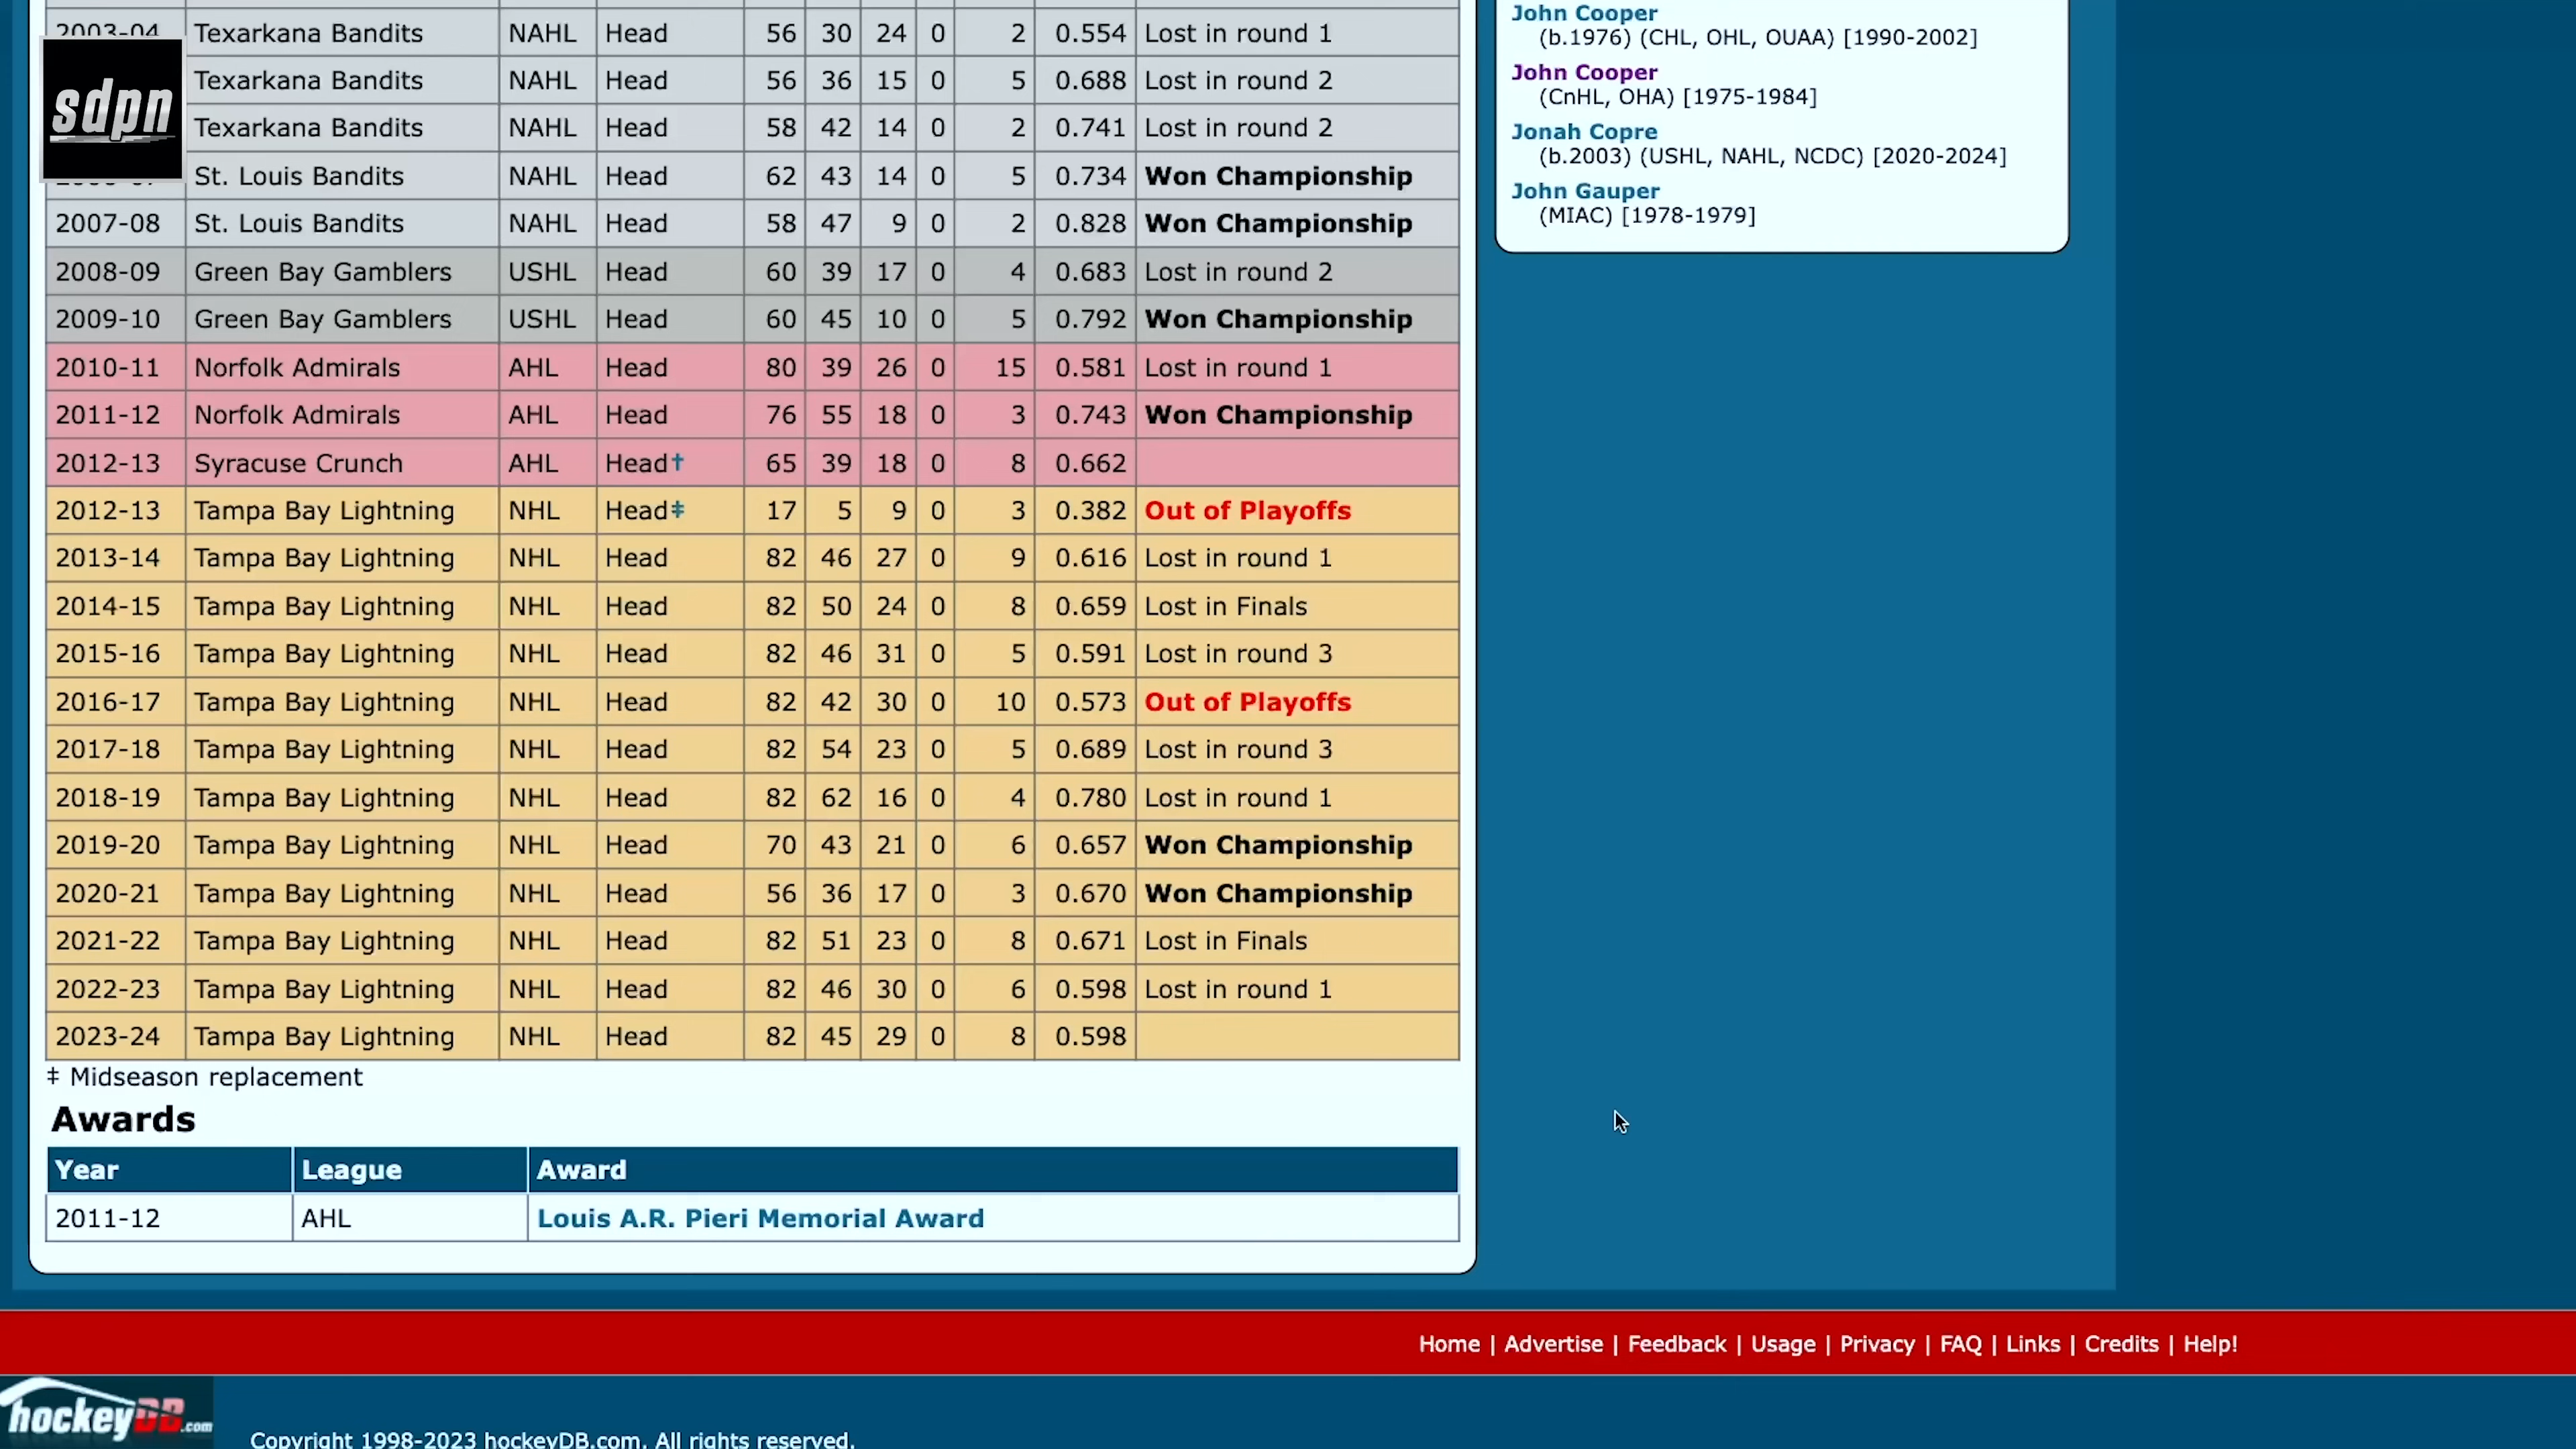 2003-04 Texarkana Bandits NAHL Head 56 30 24 0 2 0.554 Lost in round 1
Texarkana Bandits NAHL Head 56 36 15 0 5 0.688 Lost in round 2
Texarkana Bandits NAHL Head 58 42 14 0 2 0.741 Lost in round 2
St. Louis Bandits NAHL Head 62 43 14 0 5 0.734 Won Championship
2007-08 St. Louis Bandits NAHL Head 58 47 9 0 2 0.828 Won Championship
2008-09 Green Bay Gamblers USHL Head 60 39 17 0 4 0.683 Lost in round 2
2009-10 Green Bay Gamblers USHL Head 60 45 10 0 5 0.792 Won Championship
2010-11 Norfolk Admirals AHL Head 80 39 26 0 15 0.581 Lost in round 1
2011-12 Norfolk Admirals AHL Head 76 55 18 0 3 0.743 Won Championship
2012-13 Syracuse Crunch AHL Head† 65 39 18 0 8 0.662
2012-13 Tampa Bay Lightning NHL Head‡ 17 5 9 0 3 0.382 Out of Playoffs
2013-14 Tampa Bay Lightning NHL Head 82 46 27 0 9 0.616 Lost in round 1
2014-15 Tampa Bay Lightning NHL Head 82 50 24 0 8 0.659 Lost in Finals
2015-16 Tampa Bay Lightning NHL Head 82 46 31 0 5 0.591 Lost in round 3
2016-17 Tampa Bay Lightning NHL Head 82 42 30 0 10 0.573 Out of Playoffs
2017-18 Tampa Bay Lightning NHL Head 82 54 23 0 5 0.689 Lost in round 3
2018-19 Tampa Bay Lightning NHL Head 82 62 16 0 4 0.780 Lost in round 1
2019-20 Tampa Bay Lightning NHL Head 70 43 21 0 6 0.657 Won Championship
2020-21 Tampa Bay Lightning NHL Head 56 36 17 0 3 0.670 Won Championship
2021-22 Tampa Bay Lightning NHL Head 82 51 23 0 8 0.671 Lost in Finals
2022-23 Tampa Bay Lightning NHL Head 82 46 30 0 6 0.598 Lost in round 1
2023-24 Tampa Bay Lightning NHL Head 82 45 29 0 8 0.598
‡ Midseason replacement
Awards
Year League Award
2011-12 AHL Louis A.R. Pieri Memorial Award
sdpn
John Cooper
(b.1976) (CHL, OHL, OUAA) [1990-2002]
John Cooper
(CnHL, OHA) [1975-1984]
Jonah Copre
(b.2003) (USHL, NAHL, NCDC) [2020-2024]
John Gauper
(MIAC) [1978-1979]
Home | Advertise | Feedback | Usage | Privacy | FAQ | Links | Credits | Help!
hockeyDB.com
Copyright 1998-2023 hockeyDB.com. All rights reserved.